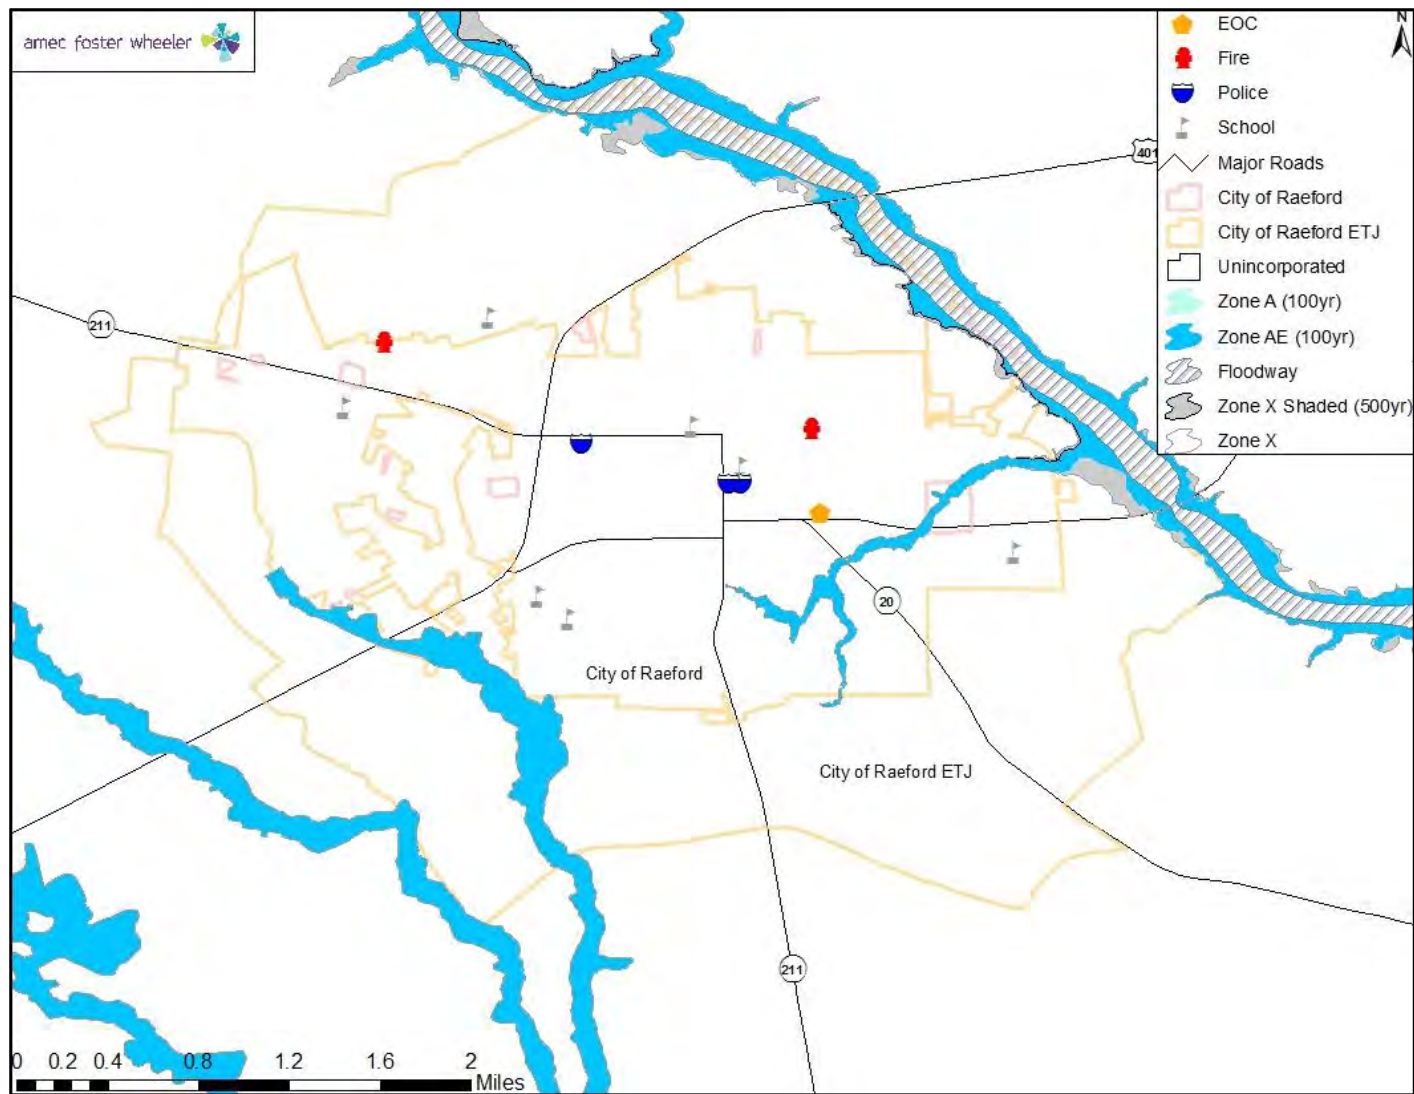 amec foster wheeler
N
EOC
Fire
Police
School
Major Roads
City of Raeford
City of Raeford ETJ
Unincorporated
Zone A (100yr)
Zone AE (100yr)
Floodway
Zone X Shaded (500yr)
Zone X
401
211
20
City of Raeford
City of Raeford ETJ
211
0 0.2 0.4 0.8 1.2 1.6 2
Miles